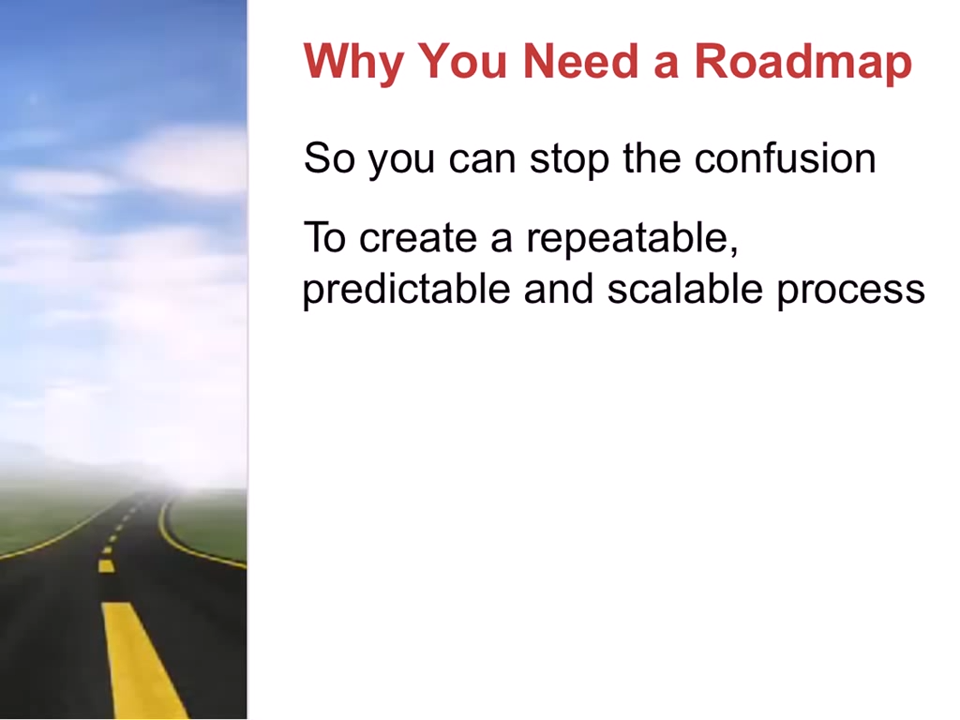 Why You Need a Roadmap
So you can stop the confusion
To create a repeatable,
predictable and scalable process